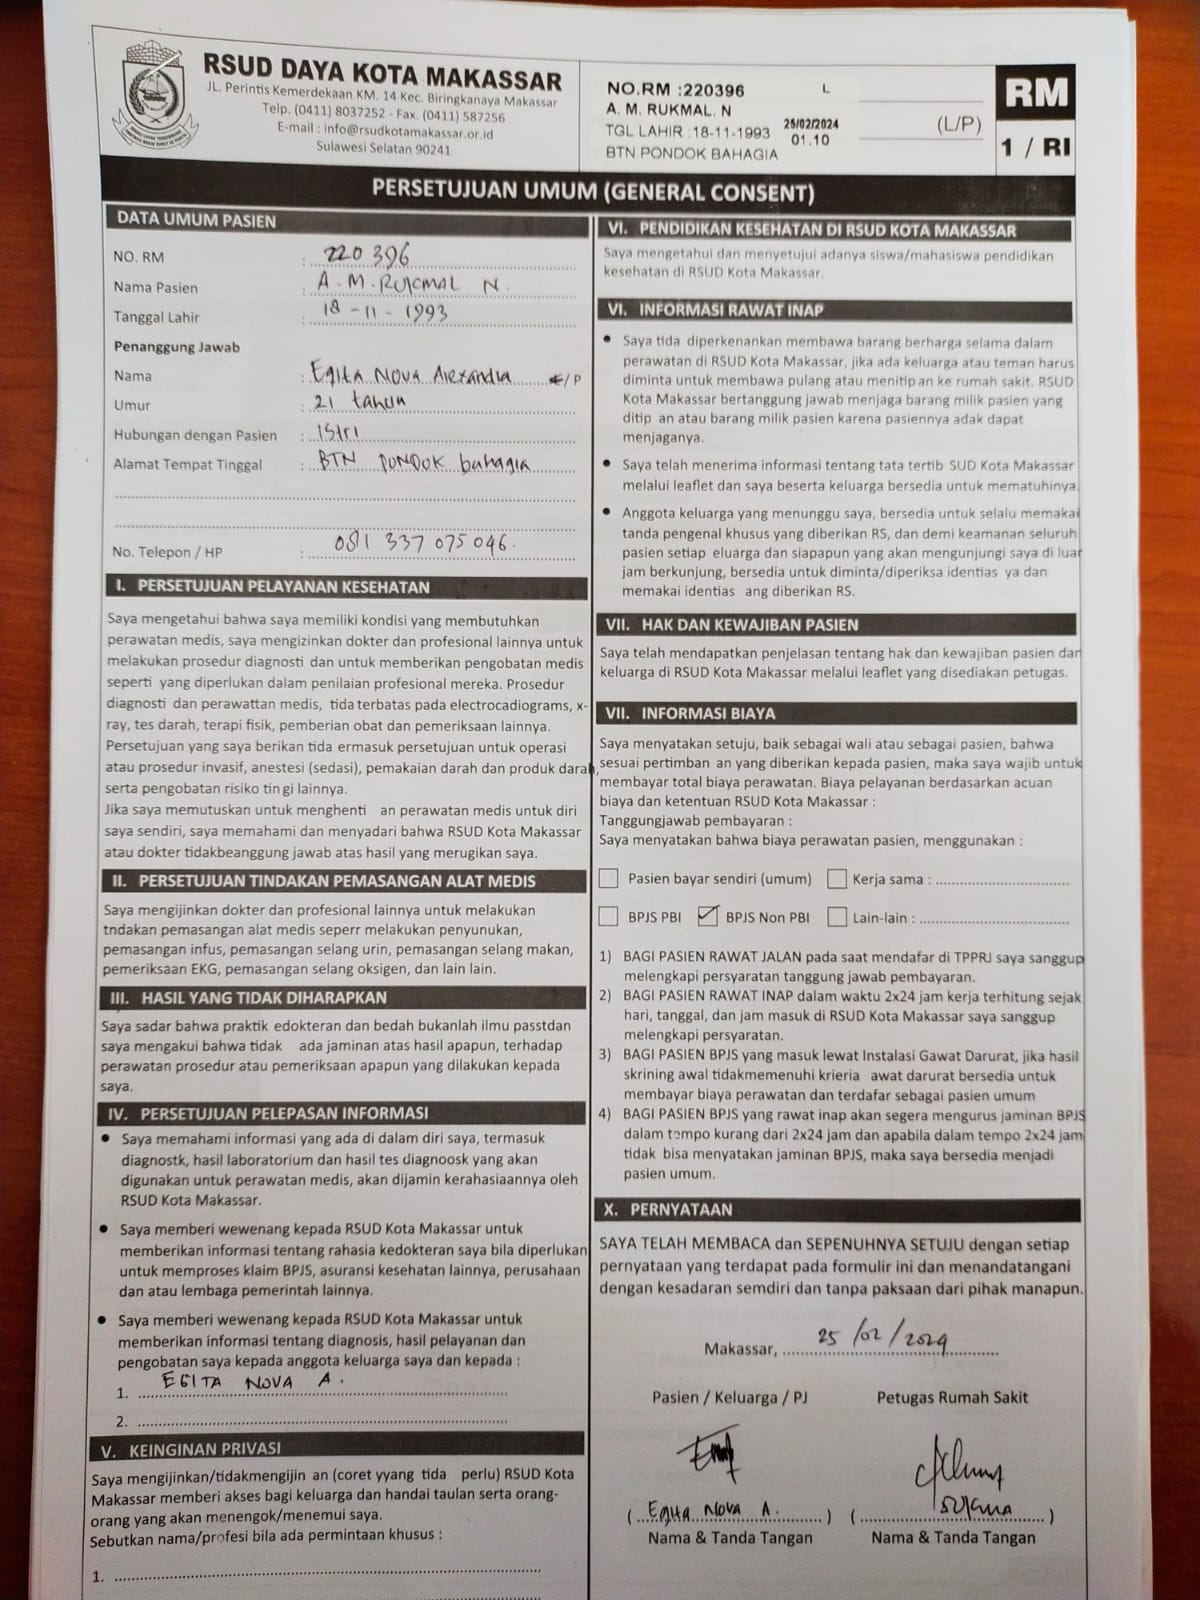 RSUD DAYA KOTA MAKASSAR
JL. Perintis Kemerdekaan KM. 14 Kec. Biringkanaya Makassar
Telp. (0411) 8037252 - Fax. (0411) 587256
E-mail : info@rsudkotamakassar.or.id
Sulawesi Selatan 90241
NO.RM :220396 L
A. M. RUKMAL. N
TGL LAHIR :18-11-1993 25/02/2024 01.10
BTN PONDOK BAHAGIA
(L/P)
RM
1 / RI
PERSETUJUAN UMUM (GENERAL CONSENT)
DATA UMUM PASIEN
NO. RM : 220 396
Nama Pasien : A. M. RUKMAL N.
Tanggal Lahir : 18 - 11 - 1993
Penanggung Jawab
Nama : Egita Nova Alexandra L/P
Umur : 21 tahun
Hubungan dengan Pasien : Istri
Alamat Tempat Tinggal : BTN PONDOK bahagia
No. Telepon / HP : 081 337 075 046.
I. PERSETUJUAN PELAYANAN KESEHATAN
Saya mengetahui bahwa saya memiliki kondisi yang membutuhkan
perawatan medis, saya mengizinkan dokter dan profesional lainnya untuk
melakukan prosedur diagnosti dan untuk memberikan pengobatan medis
seperti yang diperlukan dalam penilaian profesional mereka. Prosedur
diagnosti dan perawattan medis, tida terbatas pada electrocadiograms, x-
ray, tes darah, terapi fisik, pemberian obat dan pemeriksaan lainnya.
Persetujuan yang saya berikan tida ermasuk persetujuan untuk operasi
atau prosedur invasif, anestesi (sedasi), pemakaian darah dan produk darah,
serta pengobatan risiko tin gi lainnya.
Jika saya memutuskan untuk menghenti an perawatan medis untuk diri
saya sendiri, saya memahami dan menyadari bahwa RSUD Kota Makassar
atau dokter tidakbeanggung jawab atas hasil yang merugikan saya.
II. PERSETUJUAN TINDAKAN PEMASANGAN ALAT MEDIS
Saya mengijinkan dokter dan profesional lainnya untuk melakukan
tndakan pemasangan alat medis seperr melakukan penyunukan,
pemasangan infus, pemasangan selang urin, pemasangan selang makan,
pemeriksaan EKG, pemasangan selang oksigen, dan lain lain.
III. HASIL YANG TIDAK DIHARAPKAN
Saya sadar bahwa praktik edokteran dan bedah bukanlah ilmu passtdan
saya mengakui bahwa tidak ada jaminan atas hasil apapun, terhadap
perawatan prosedur atau pemeriksaan apapun yang dilakukan kepada
saya.
IV. PERSETUJUAN PELEPASAN INFORMASI
• Saya memahami informasi yang ada di dalam diri saya, termasuk
diagnostk, hasil laboratorium dan hasil tes diagnoosk yang akan
digunakan untuk perawatan medis, akan dijamin kerahasiaannya oleh
RSUD Kota Makassar.
• Saya memberi wewenang kepada RSUD Kota Makassar untuk
memberikan informasi tentang rahasia kedokteran saya bila diperlukan
untuk memproses klaim BPJS, asuransi kesehatan lainnya, perusahaan
dan atau lembaga pemerintah lainnya.
• Saya memberi wewenang kepada RSUD Kota Makassar untuk
memberikan informasi tentang diagnosis, hasil pelayanan dan
pengobatan saya kepada anggota keluarga saya dan kepada :
1. EGITA NOVA A.
2.
V. KEINGINAN PRIVASI
Saya mengijinkan/tidakmengijin an (coret yyang tida perlu) RSUD Kota
Makassar memberi akses bagi keluarga dan handai taulan serta orang-
orang yang akan menengok/menemui saya.
Sebutkan nama/profesi bila ada permintaan khusus :
1.
VI. PENDIDIKAN KESEHATAN DI RSUD KOTA MAKASSAR
Saya mengetahui dan menyetujui adanya siswa/mahasiswa pendidikan
kesehatan di RSUD Kota Makassar.
VI. INFORMASI RAWAT INAP
• Saya tida diperkenankan membawa barang berharga selama dalam
perawatan di RSUD Kota Makassar, jika ada keluarga atau teman harus
diminta untuk membawa pulang atau menitip an ke rumah sakit. RSUD
Kota Makassar bertanggung jawab menjaga barang milik pasien yang
ditip an atau barang milik pasien karena pasiennya adak dapat
menjaganya.
• Saya telah menerima informasi tentang tata tertib SUD Kota Makassar
melalui leaflet dan saya beserta keluarga bersedia untuk mematuhinya.
• Anggota keluarga yang menunggu saya, bersedia untuk selalu memakai
tanda pengenal khusus yang diberikan RS, dan demi keamanan seluruh
pasien setiap eluarga dan siapapun yang akan mengunjungi saya di luar
jam berkunjung, bersedia untuk diminta/diperiksa identias ya dan
memakai identias ang diberikan RS.
VII. HAK DAN KEWAJIBAN PASIEN
Saya telah mendapatkan penjelasan tentang hak dan kewajiban pasien dan
keluarga di RSUD Kota Makassar melalui leaflet yang disediakan petugas.
VII. INFORMASI BIAYA
Saya menyatakan setuju, baik sebagai wali atau sebagai pasien, bahwa
sesuai pertimban an yang diberikan kepada pasien, maka saya wajib untuk
membayar total biaya perawatan. Biaya pelayanan berdasarkan acuan
biaya dan ketentuan RSUD Kota Makassar :
Tanggungjawab pembayaran :
Saya menyatakan bahwa biaya perawatan pasien, menggunakan :
Pasien bayar sendiri (umum) Kerja sama :
BPJS PBI ✓ BPJS Non PBI Lain-lain :
1) BAGI PASIEN RAWAT JALAN pada saat mendafar di TPPRJ saya sanggup
melengkapi persyaratan tanggung jawab pembayaran.
2) BAGI PASIEN RAWAT INAP dalam waktu 2x24 jam kerja terhitung sejak
hari, tanggal, dan jam masuk di RSUD Kota Makassar saya sanggup
melengkapi persyaratan.
3) BAGI PASIEN BPJS yang masuk lewat Instalasi Gawat Darurat, jika hasil
skrining awal tidakmemenuhi krieria awat darurat bersedia untuk
membayar biaya perawatan dan terdafar sebagai pasien umum
4) BAGI PASIEN BPJS yang rawat inap akan segera mengurus jaminan BPJS
dalam tempo kurang dari 2x24 jam dan apabila dalam tempo 2x24 jam
tidak bisa menyatakan jaminan BPJS, maka saya bersedia menjadi
pasien umum.
X. PERNYATAAN
SAYA TELAH MEMBACA dan SEPENUHNYA SETUJU dengan setiap
pernyataan yang terdapat pada formulir ini dan menandatangani
dengan kesadaran semdiri dan tanpa paksaan dari pihak manapun.
Makassar, 25 /02 /2024
Pasien / Keluarga / PJ Petugas Rumah Sakit
( Egita Nova A. ) ( )
Nama & Tanda Tangan Nama & Tanda Tangan